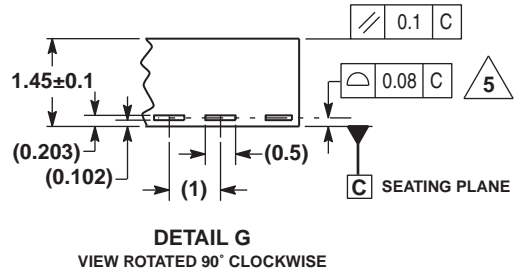 // 0.1 C
1.45±0.1
⌓ 0.08 C
5
(0.203)
(0.5)
(0.102)
(1)
C SEATING PLANE
DETAIL G
VIEW ROTATED 90° CLOCKWISE